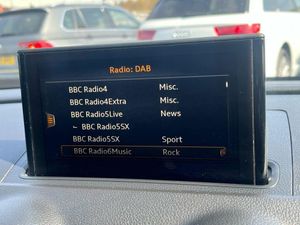 Radio: DAB
BBC Radio4 Misc.
BBC Radio4Extra Misc.
BBC Radio5Live News
BBC Radio5SX
BBC Radio5SX Sport
BBC Radio6Music Rock